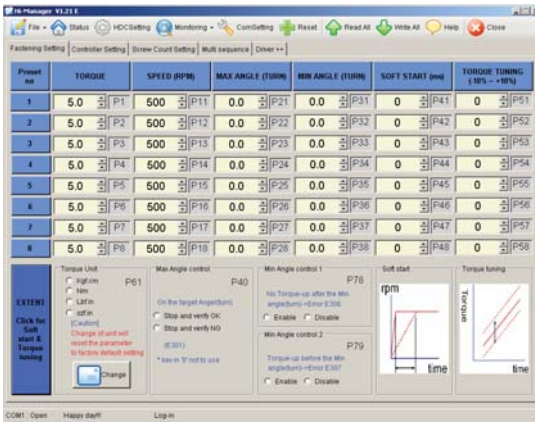 Hi-Manager V1.21 E
File Status HDCSetting Monitoring ComSetting Reset Read All Write All Help Close
Fastening Setting Controller Setting Screw Count Setting Multi sequence Driver ++
Preset no TORQUE SPEED (RPM) MAX ANGLE (TURN) MIN ANGLE (TURN) SOFT START (ms) TORQUE TUNING (-10% ~ +10%)
1 5.0 P1 500 P11 0.0 P21 0.0 P31 0 P41 0 P51
2 5.0 P2 500 P12 0.0 P22 0.0 P32 0 P42 0 P52
3 5.0 P3 500 P13 0.0 P23 0.0 P33 0 P43 0 P53
4 5.0 P4 500 P14 0.0 P24 0.0 P34 0 P44 0 P54
5 5.0 P5 500 P15 0.0 P25 0.0 P35 0 P45 0 P55
6 5.0 P6 500 P16 0.0 P26 0.0 P36 0 P46 0 P56
7 5.0 P7 500 P17 0.0 P27 0.0 P37 0 P47 0 P57
8 5.0 P8 500 P18 0.0 P28 0.0 P38 0 P48 0 P58
EXTENT
Click for
Soft
start &
Torque
tuning
Torque Unit
Kgf.cm P61
Nm
Lbf.in
ozf.in
[Caution]
Change of unit will
reset the parameter
to factory default setting
Change
Max Angle control
P40
On the target Angel(turn)
Stop and verify OK
Stop and verify NG
(E301)
* key in '0' not to use
Min Angle control 1
P78
No Torque-up after the Min
angle(turn)->Error E306
Enable Disable
Min Angle control 2
P79
Torque-up before the Min
angle(turn)->Error E307
Enable Disable
Soft start
rpm
time
Torque tuning
Torque
time
COM1 : Open Happy day!!! Log-in